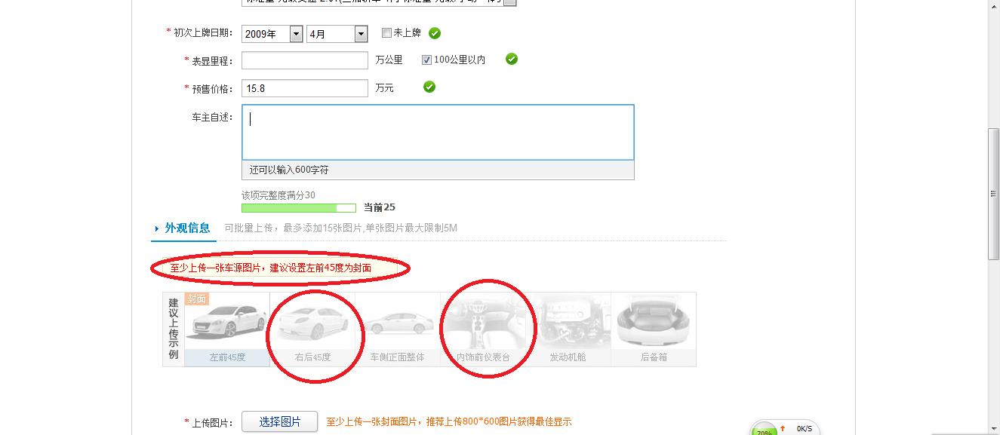 * 初次上牌日期： 2009年 4月 未上牌
* 表显里程： 万公里 100公里以内
* 预售价格： 15.8 万元
车主自述：
还可以输入600字符
该项完整度满分30
当前25
外观信息 可批量上传，最多添加15张图片,单张图片最大限制5M
至少上传一张车源图片，建议设置左前45度为封面
建议上传示例
封面
左前45度 右后45度 车侧正面整体 内饰前仪表台 发动机舱 后备箱
* 上传图片： 选择图片 至少上传一张封面图片，推荐上传800*600图片获得最佳显示
70% 0K/S